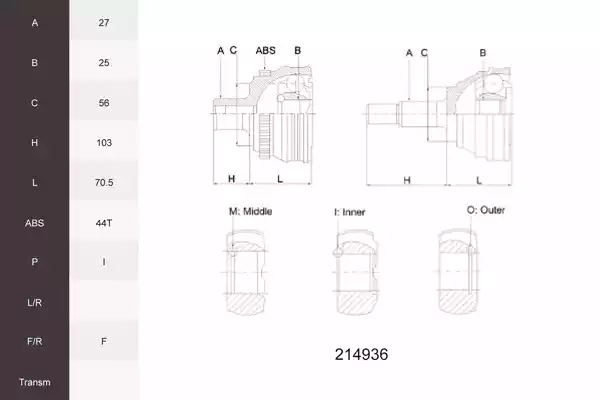 A 27
B 25
C 56
H 103
L 70.5
ABS 44T
P I
L/R
F/R F
Transm
A C ABS B
A C B
H L
H L
M: Middle I: Inner O: Outer
214936